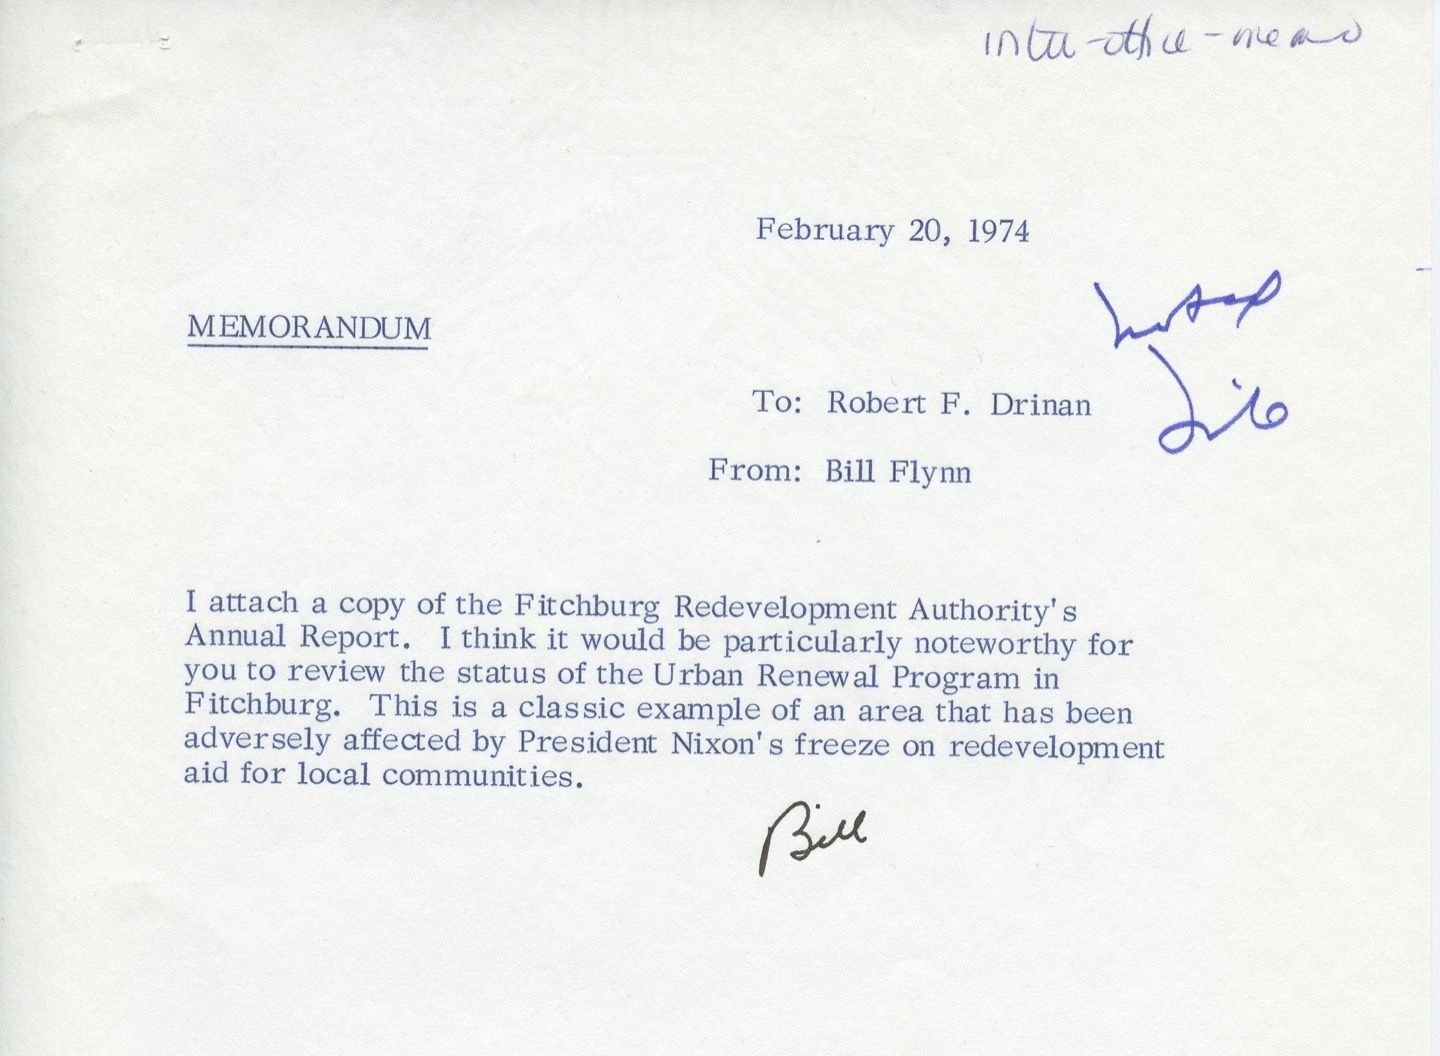 inter-office-memo
February 20, 1974
MEMORANDUM
To: Robert F. Drinan
From: Bill Flynn
I attach a copy of the Fitchburg Redevelopment Authority's
Annual Report. I think it would be particularly noteworthy for
you to review the status of the Urban Renewal Program in
Fitchburg. This is a classic example of an area that has been
adversely affected by President Nixon's freeze on redevelopment
aid for local communities.
Bill